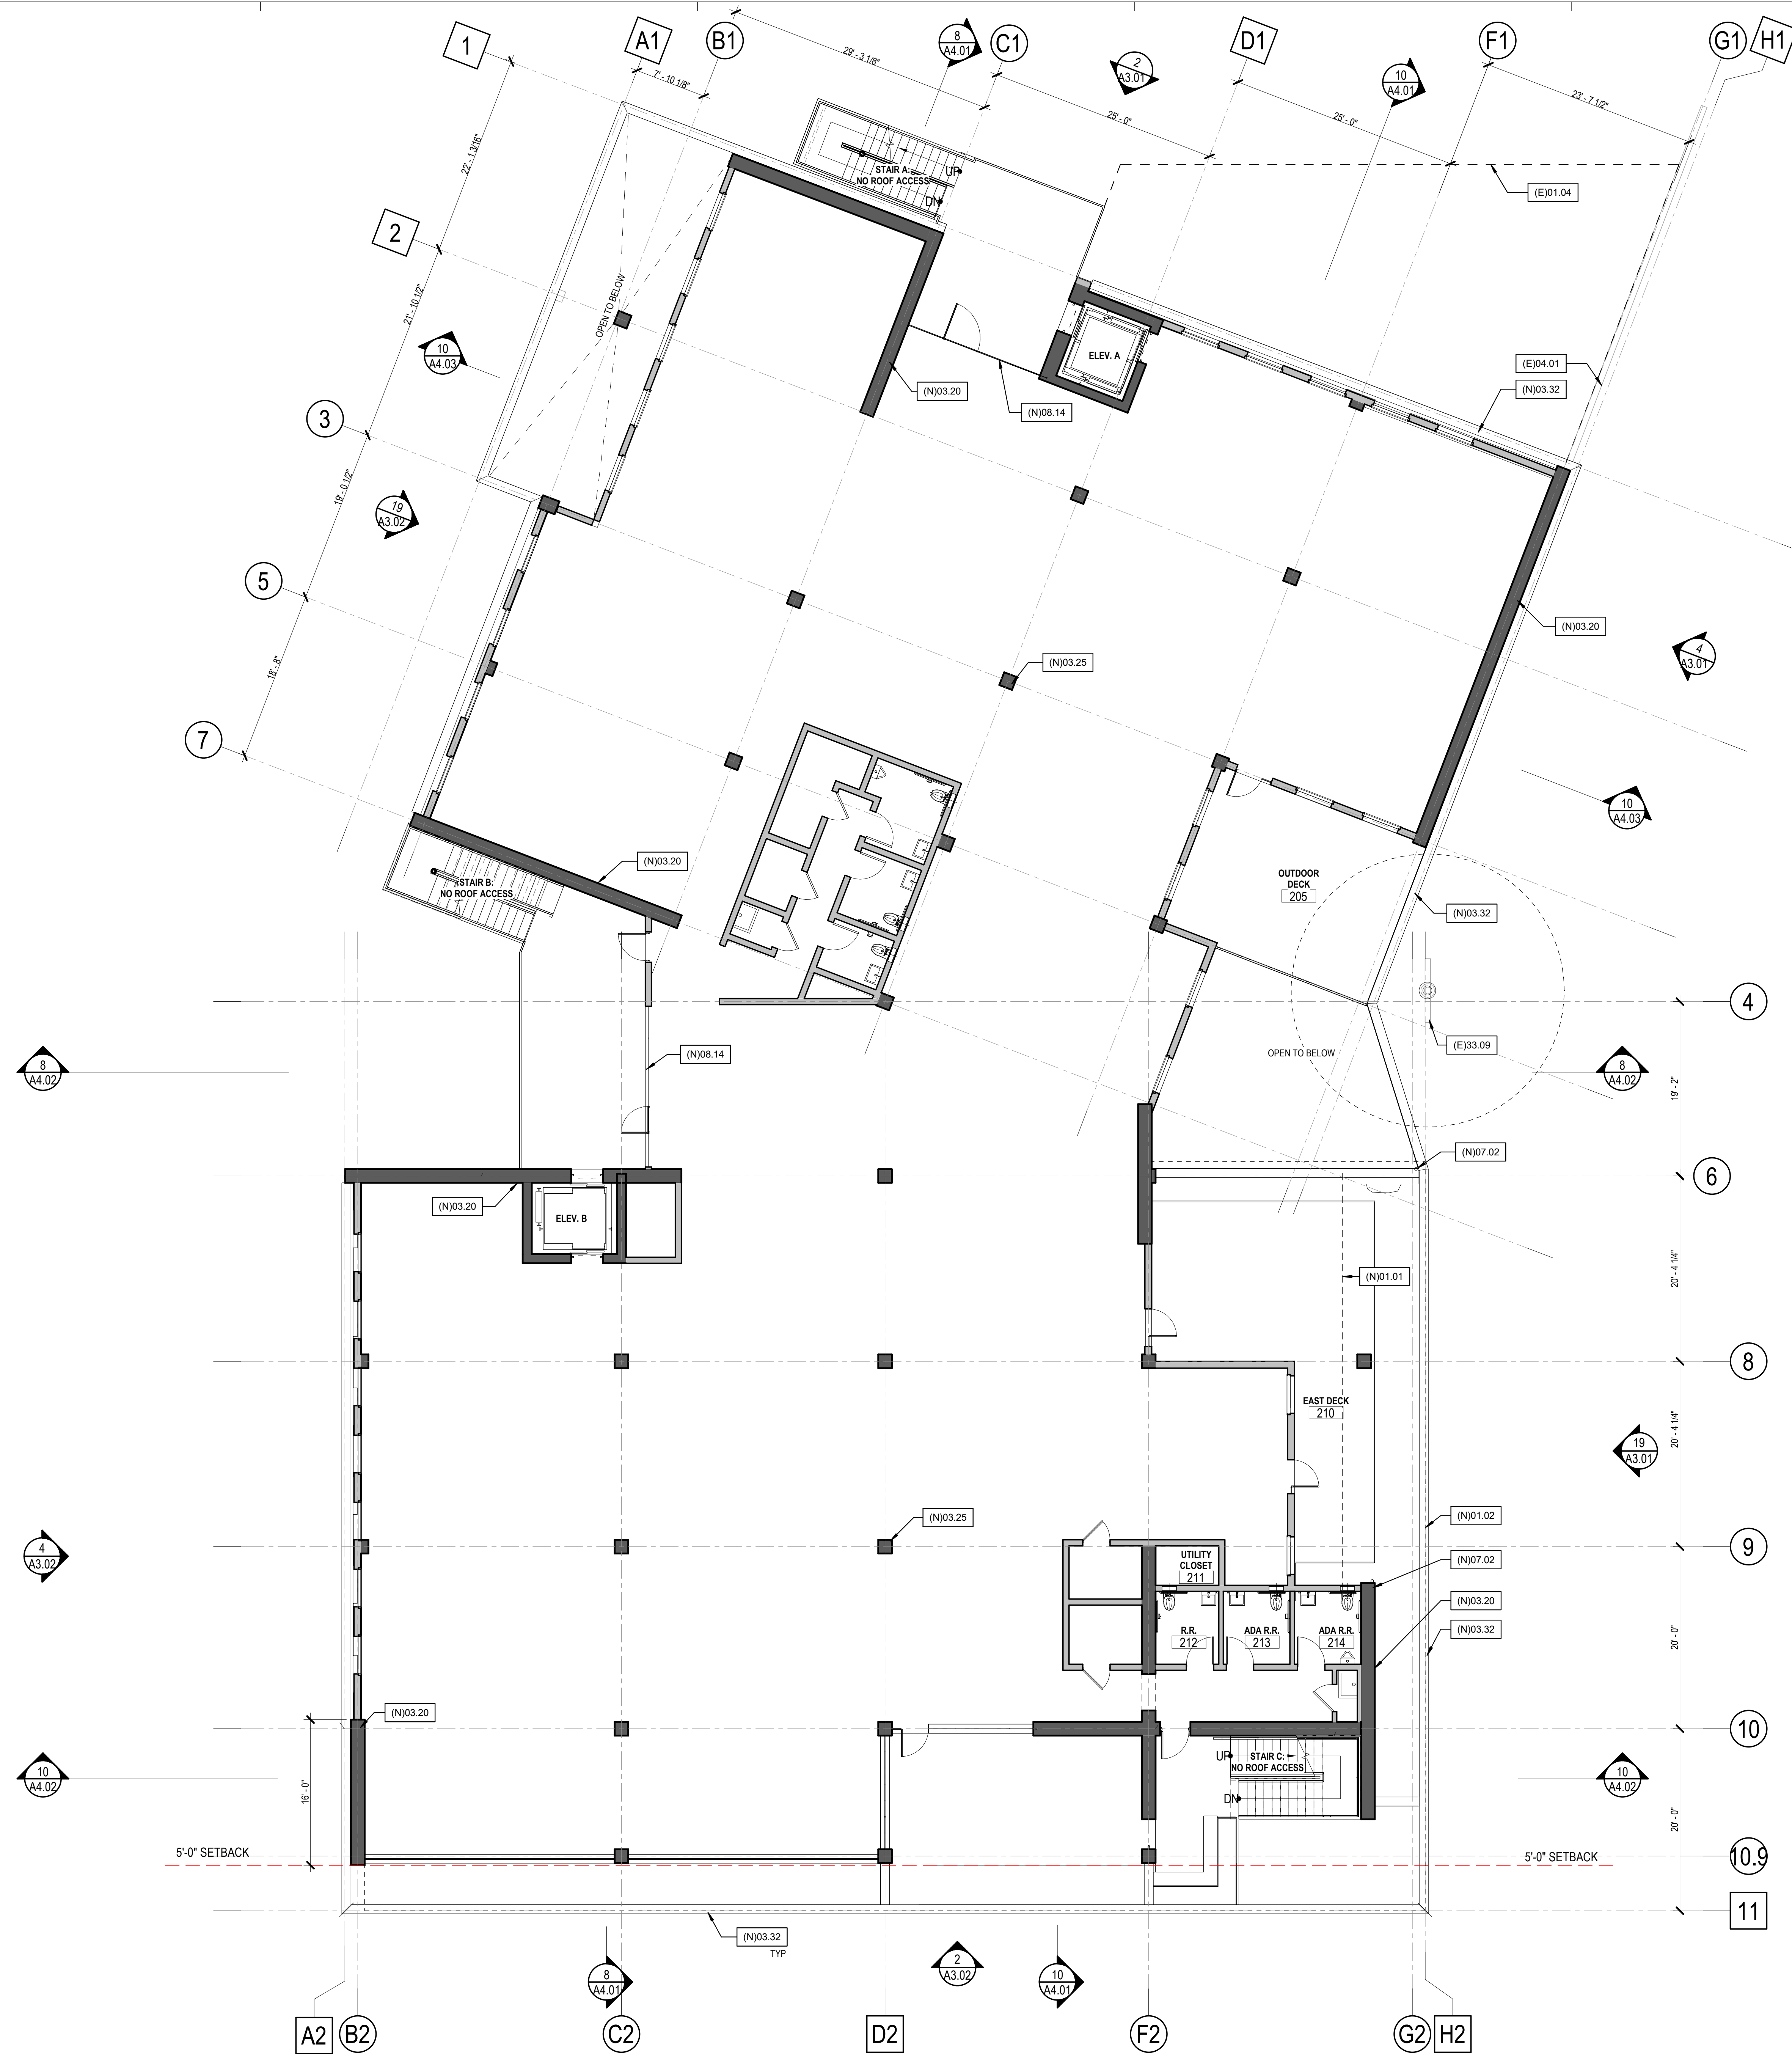 1
A1
B1
29' - 3 1/8"
8
A4.01
C1
2
A3.01
D1
10
A4.01
F1
G1
H1
7' - 10 1/8"
25' - 0"
25' - 0"
23' - 7 1/2"
22' - 1 3/16"
STAIR A:
NO ROOF ACCESS
UP
DN
(E)01.04
2
OPEN TO BELOW
21' - 10 1/2"
10
A4.03
ELEV. A
(E)04.01
(N)03.32
(N)03.20
(N)08.14
3
19' - 0 1/2"
19
A3.02
5
(N)03.20
4
A3.01
18' - 8"
(N)03.25
7
10
A4.03
(N)03.20
STAIR B:
NO ROOF ACCESS
OUTDOOR
DECK
205
(N)03.32
4
(E)33.09
(N)08.14
OPEN TO BELOW
8
A4.02
8
A4.02
19' - 2"
(N)07.02
6
(N)03.20
ELEV. B
(N)01.01
20' - 4 1/4"
8
EAST DECK
210
20' - 4 1/4"
19
A3.01
(N)03.25
(N)01.02
4
A3.02
9
UTILITY
CLOSET
211
(N)07.02
(N)03.20
(N)03.32
R.R.
212
ADA R.R.
213
ADA R.R.
214
20' - 0"
(N)03.20
10
10
A4.02
16' - 0"
UP
STAIR C:
NO ROOF ACCESS
DN
10
A4.02
20' - 0"
5'-0" SETBACK
5'-0" SETBACK
10.9
11
(N)03.32
TYP
8
A4.01
2
A3.02
10
A4.01
A2
B2
C2
D2
F2
G2
H2